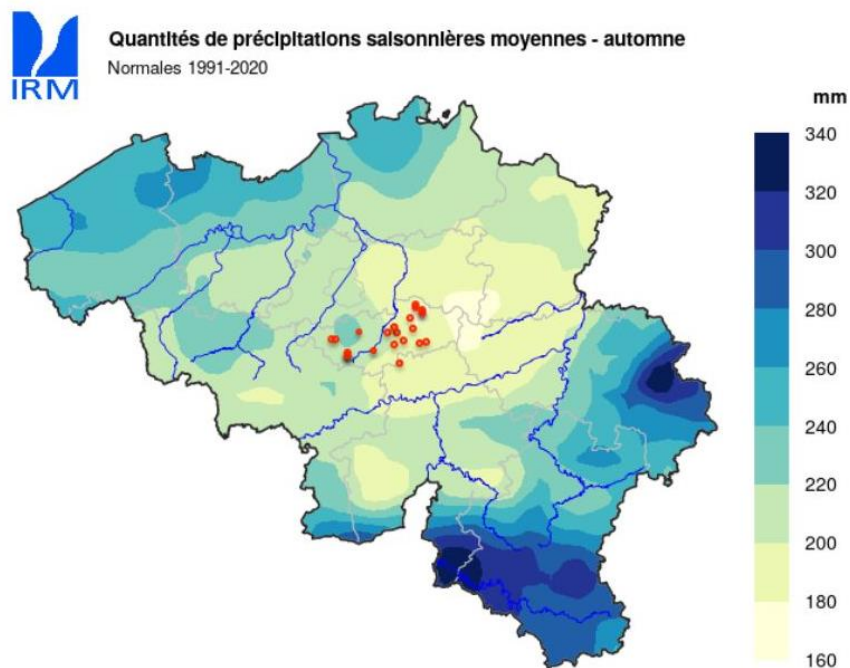 Quantités de précipitations saisonnières moyennes - automne
Normales 1991-2020
IRM
mm
340
320
300
280
260
240
220
200
180
160